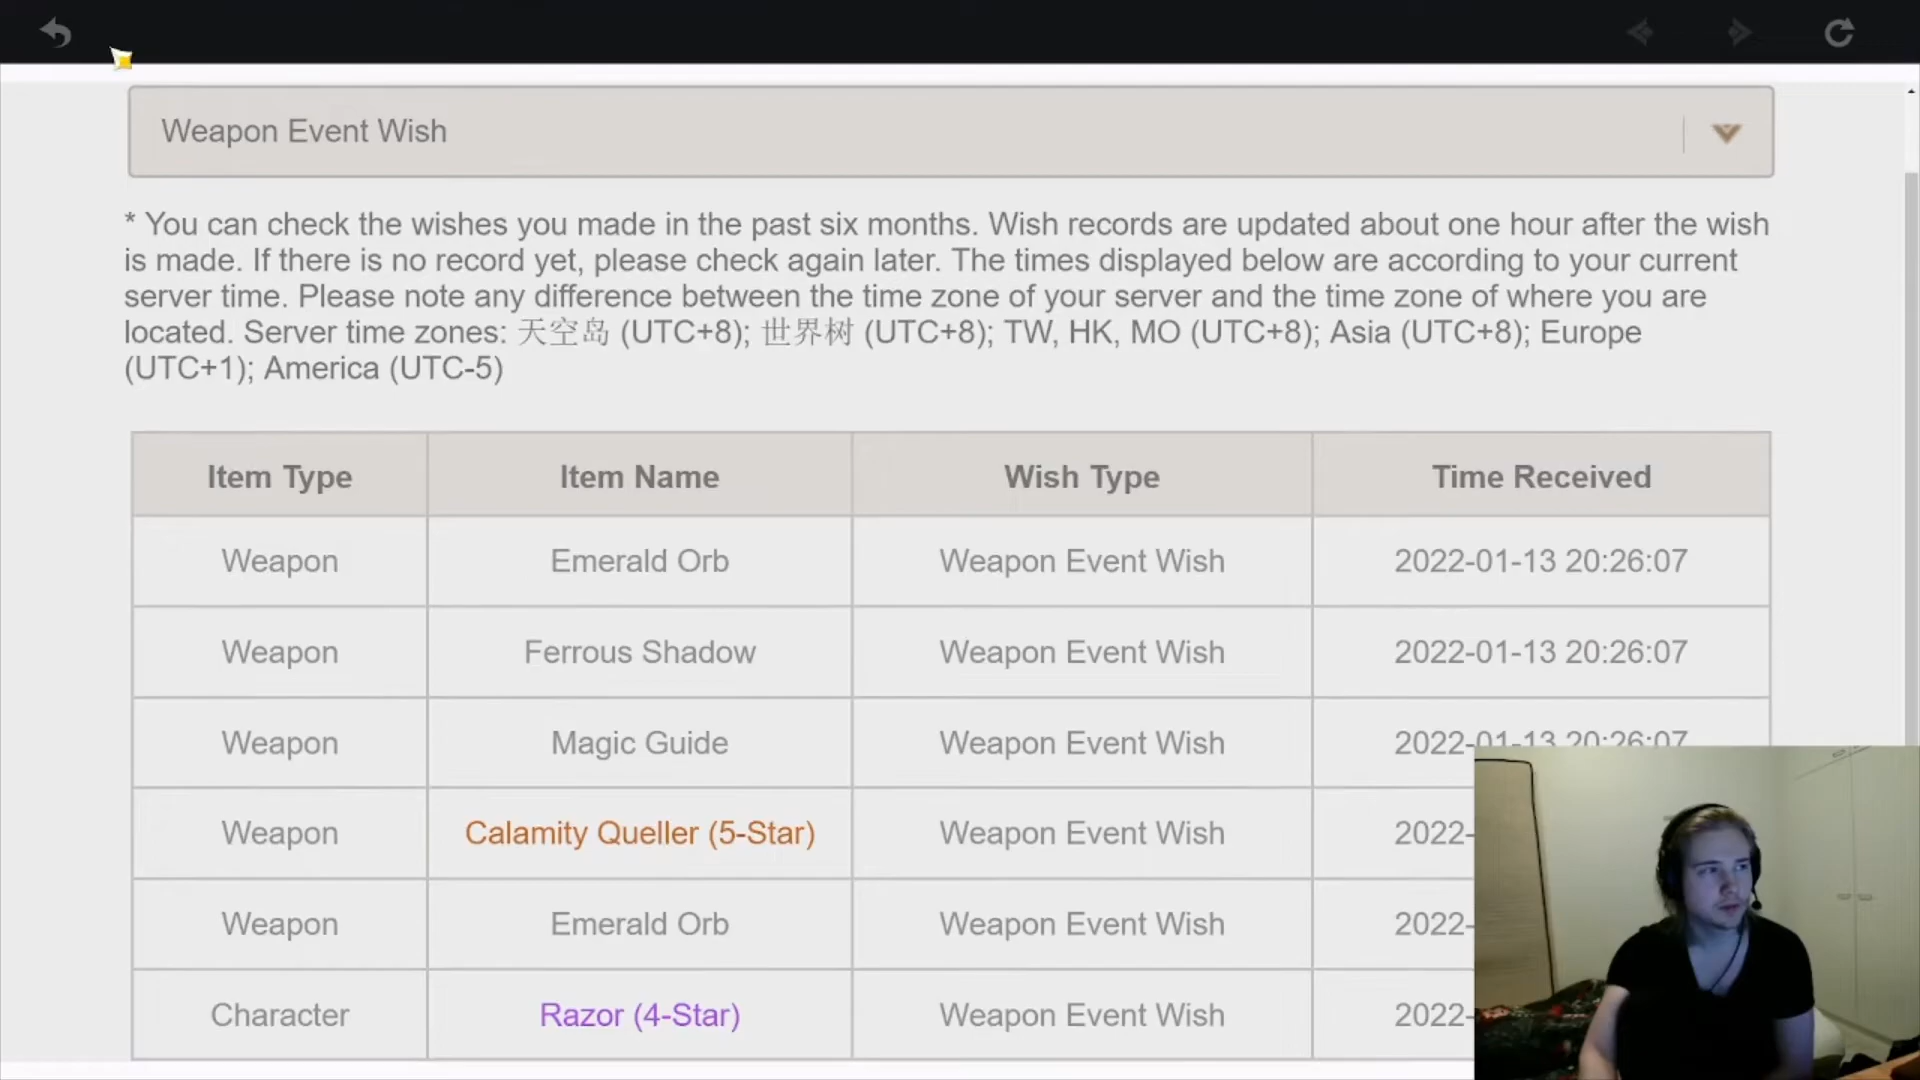 Weapon Event Wish
* You can check the wishes you made in the past six months. Wish records are updated about one hour after the wish
is made. If there is no record yet, please check again later. The times displayed below are according to your current
server time. Please note any difference between the time zone of your server and the time zone of where you are
located. Server time zones: 天空岛 (UTC+8); 世界树 (UTC+8); TW, HK, MO (UTC+8); Asia (UTC+8); Europe
(UTC+1); America (UTC-5)
Item Type Item Name Wish Type Time Received
Weapon Emerald Orb Weapon Event Wish 2022-01-13 20:26:07
Weapon Ferrous Shadow Weapon Event Wish 2022-01-13 20:26:07
Weapon Magic Guide Weapon Event Wish 2022-01-13 20:26:07
Weapon Calamity Queller (5-Star) Weapon Event Wish 2022-
Weapon Emerald Orb Weapon Event Wish 2022-
Character Razor (4-Star) Weapon Event Wish 2022-